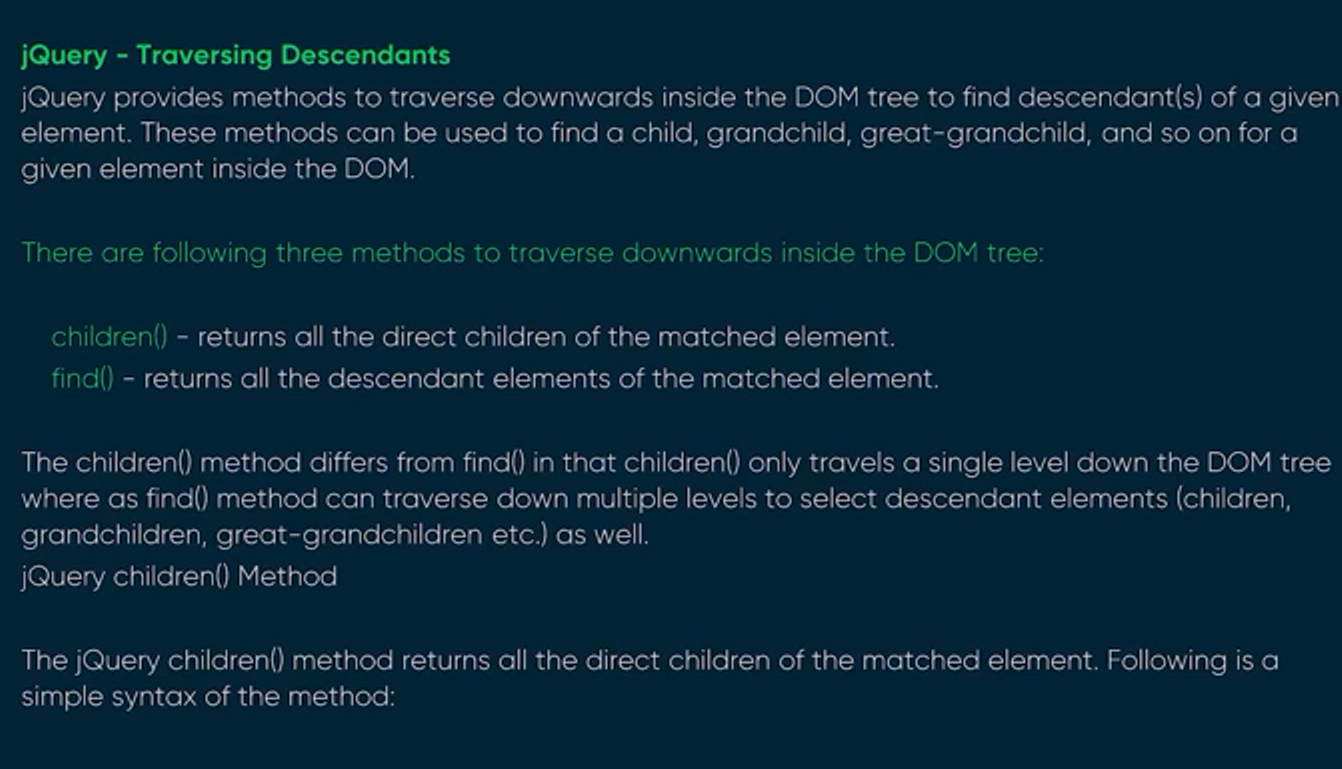 jQuery - Traversing Descendants
jQuery provides methods to traverse downwards inside the DOM tree to find descendant(s) of a given
element. These methods can be used to find a child, grandchild, great-grandchild, and so on for a
given element inside the DOM.
There are following three methods to traverse downwards inside the DOM tree:
children() - returns all the direct children of the matched element.
find() - returns all the descendant elements of the matched element.
The children() method differs from find() in that children() only travels a single level down the DOM tree
where as find() method can traverse down multiple levels to select descendant elements (children,
grandchildren, great-grandchildren etc.) as well.
jQuery children() Method
The jQuery children() method returns all the direct children of the matched element. Following is a
simple syntax of the method: